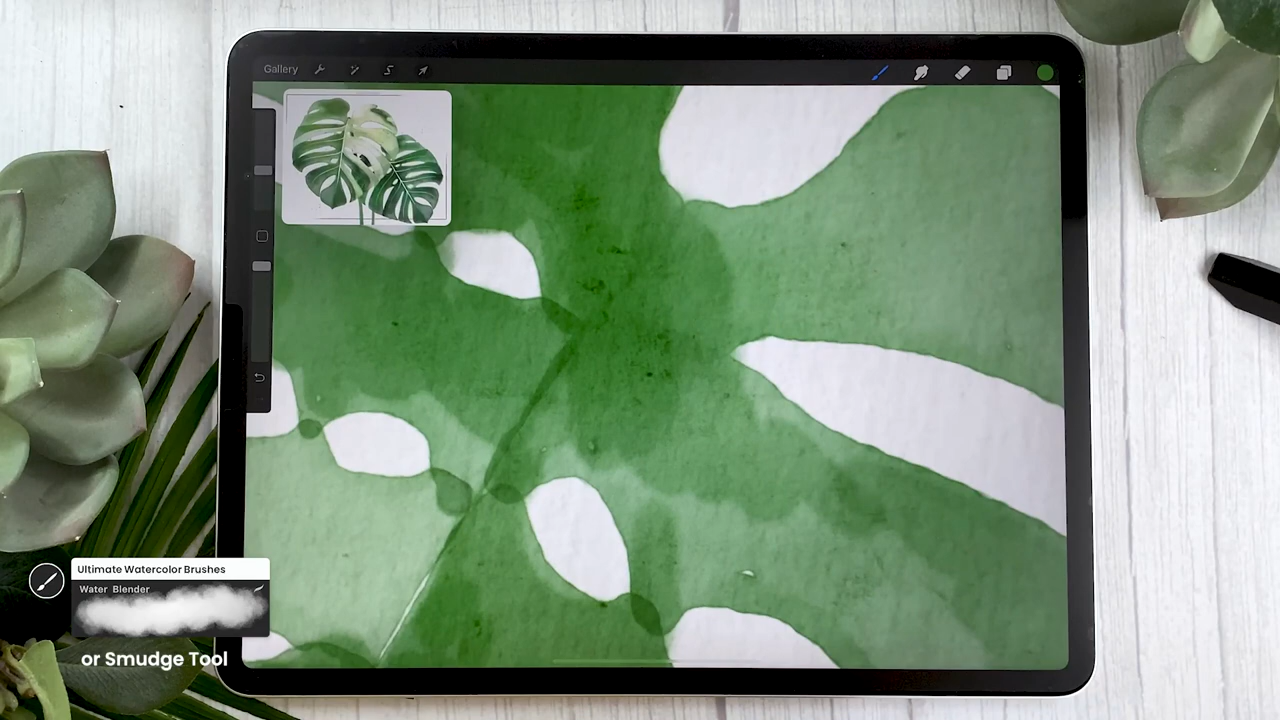 Gallery
Ultimate Watercolor Brushes
Water Blender
or Smudge Tool